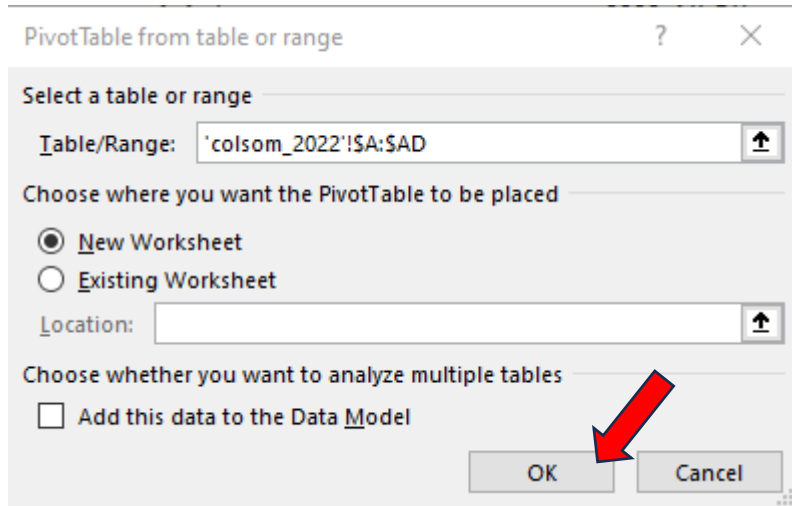 PivotTable from table or range ? ×
Select a table or range
Table/Range: 'colsom_2022'!$A:$AD
Choose where you want the PivotTable to be placed
New Worksheet
Existing Worksheet
Location:
Choose whether you want to analyze multiple tables
Add this data to the Data Model
OK Cancel